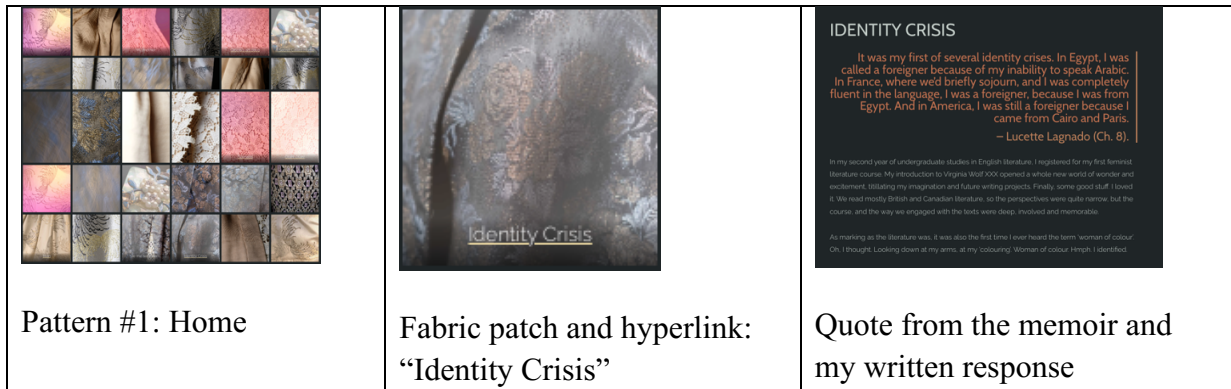 Identity Crisis
IDENTITY CRISIS
It was my first of several identity crises. In Egypt, I was
called a foreigner because of my inability to speak Arabic.
In France, where we'd briefly sojourn, and I was completely
fluent in the language, I was a foreigner, because I was from
Egypt. And in America, I was still a foreigner because I
came from Cairo and Paris.
– Lucette Lagnado (Ch. 8).
In my second year of undergraduate studies in English literature, I registered for my first feminist
literature course. My introduction to Virginia Wolf XXX opened a whole new world of wonder and
excitement, titillating my imagination and future writing projects. Finally, some good stuff. I loved
it. We read mostly British and Canadian literature, so the perspectives were quite narrow, but the
course, and the way we engaged with the texts were deep, involved and memorable.
As marking as the literature was, it was also the first time I ever heard the term 'woman of colour'
Oh, I thought. Looking down at my arms, at my 'colouring'. Woman of colour. Hmph. I identified.
Pattern #1: Home
Fabric patch and hyperlink:
“Identity Crisis”
Quote from the memoir and
my written response